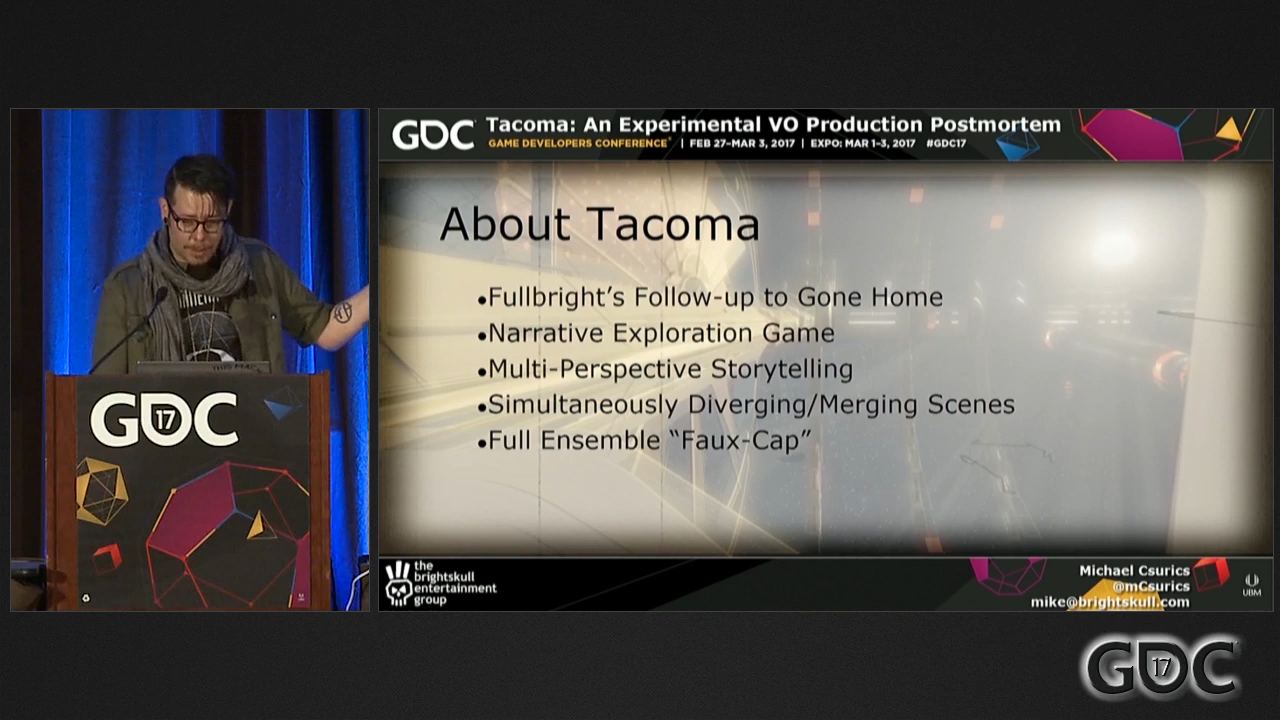 GDC
Tacoma: An Experimental VO Production Postmortem
GAME DEVELOPERS CONFERENCE® | FEB 27–MAR 3, 2017 | EXPO: MAR 1–3, 2017 #GDC17
About Tacoma
•Fullbright’s Follow-up to Gone Home
•Narrative Exploration Game
•Multi-Perspective Storytelling
•Simultaneously Diverging/Merging Scenes
•Full Ensemble “Faux-Cap”
the
brightskull
entertainment
group
Michael Csurics
@mCsurics
mike@brightskull.com
UBM
GDC
17
GDC
17